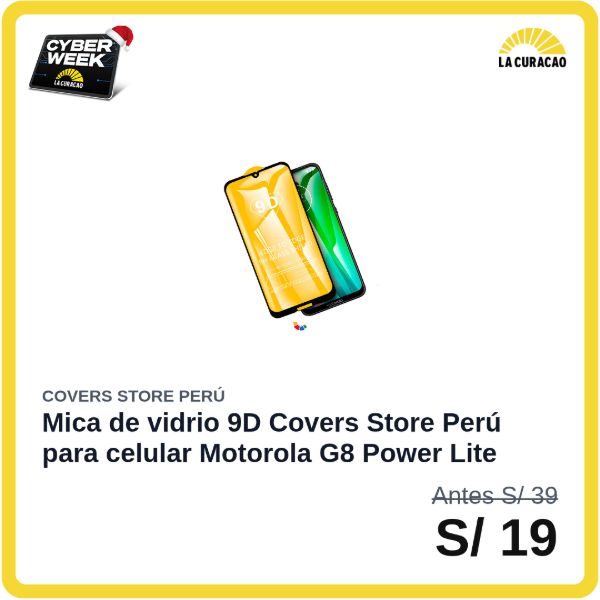 CYBER
WEEK
LA CURACAO
LA CURACAO
9D
COVERS STORE PERÚ
Mica de vidrio 9D Covers Store Perú
para celular Motorola G8 Power Lite
Antes S/ 39
S/ 19